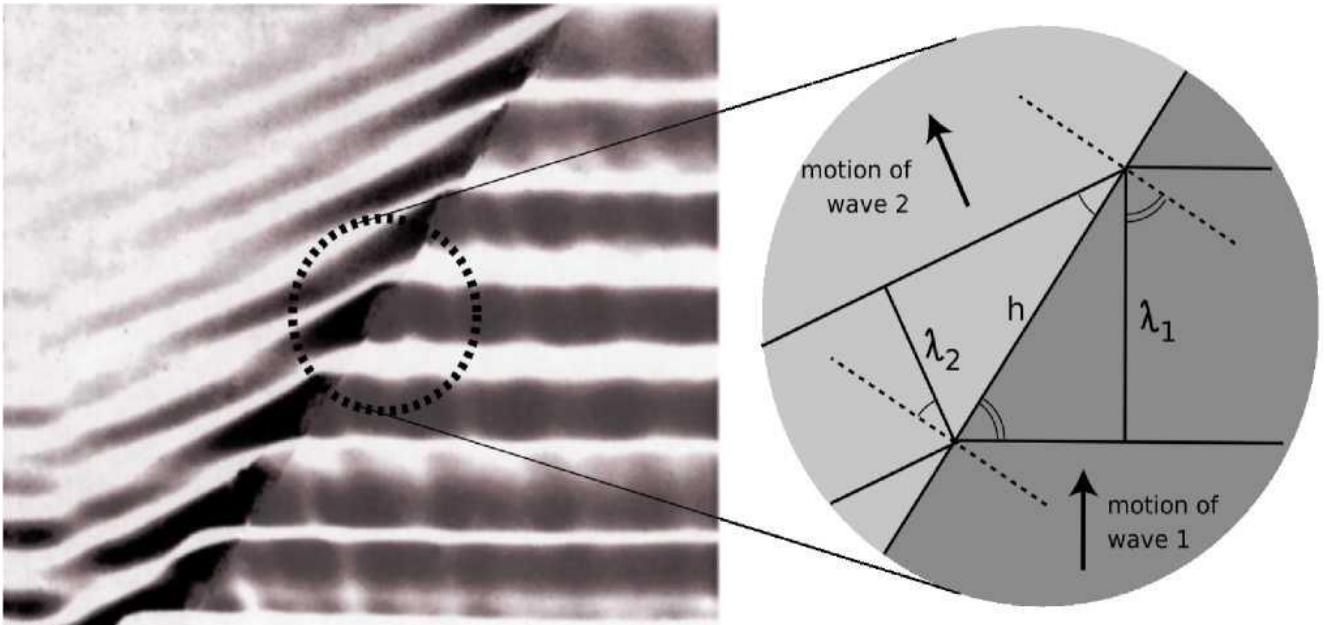 motion of
wave 2
h
λ1
λ2
motion of
wave 1